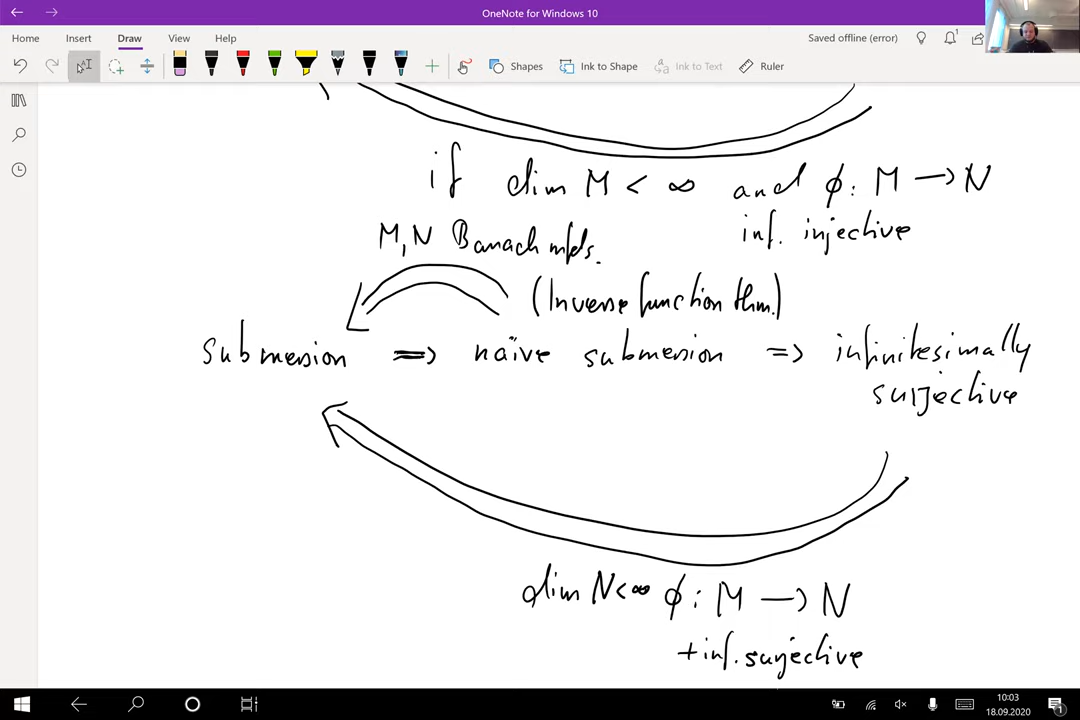 OneNote for Windows 10
Home Insert Draw View Help Saved offline (error)
Shapes Ink to Shape Ink to Text Ruler
if dim M < ∞ and ϕ: M → N
inf. injective
M,N Banach mfds.
(Inverse function thm.)
submersion ⇒ naïve submersion ⇒ infinitesimally
surjective
dim N<∞ ϕ: M → N
+inf. surjective
10:03
18.09.2020